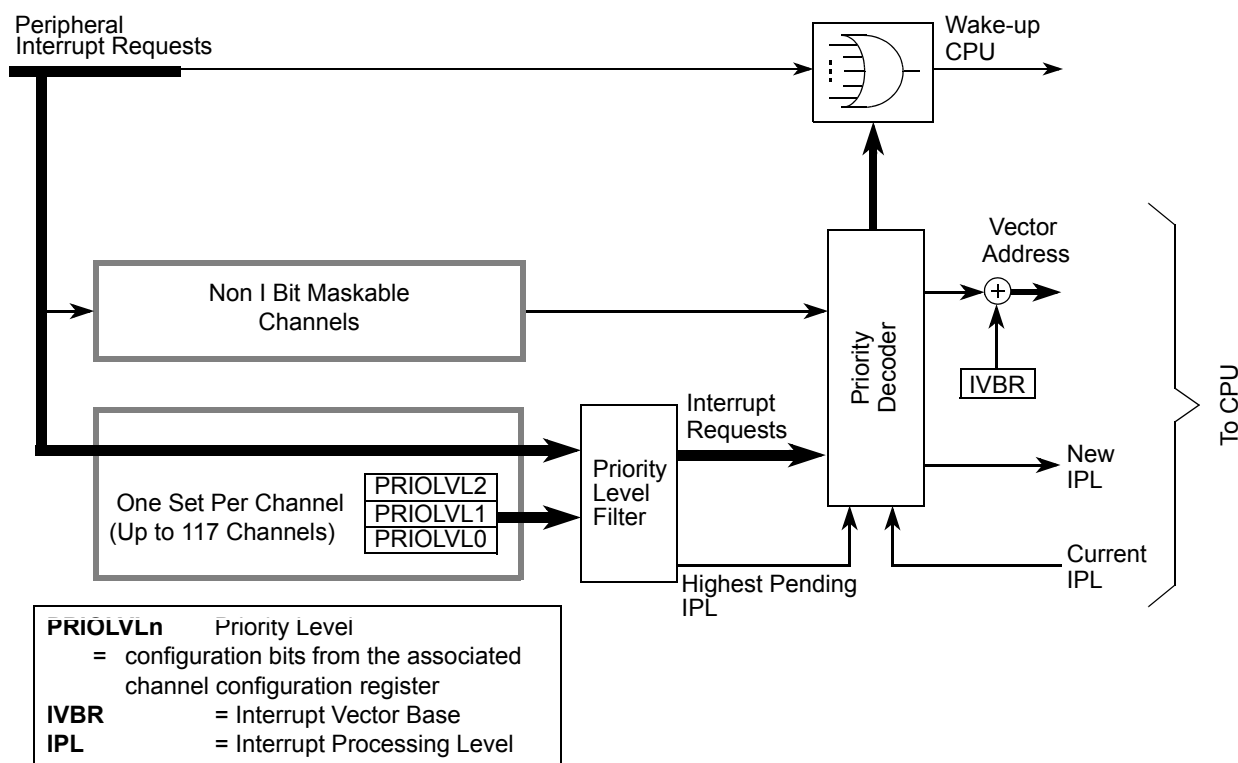 Peripheral
Interrupt Requests
Wake-up
CPU
Vector
Address
Non I Bit Maskable
Channels
Priority
Decoder
IVBR
To CPU
Interrupt
Requests
New
IPL
Priority
Level
Filter
PRIOLVL2
One Set Per Channel
PRIOLVL1
(Up to 117 Channels)
PRIOLVL0
Current
IPL
Highest Pending
IPL
PRIOLVLn Priority Level
= configuration bits from the associated
channel configuration register
IVBR = Interrupt Vector Base
IPL = Interrupt Processing Level